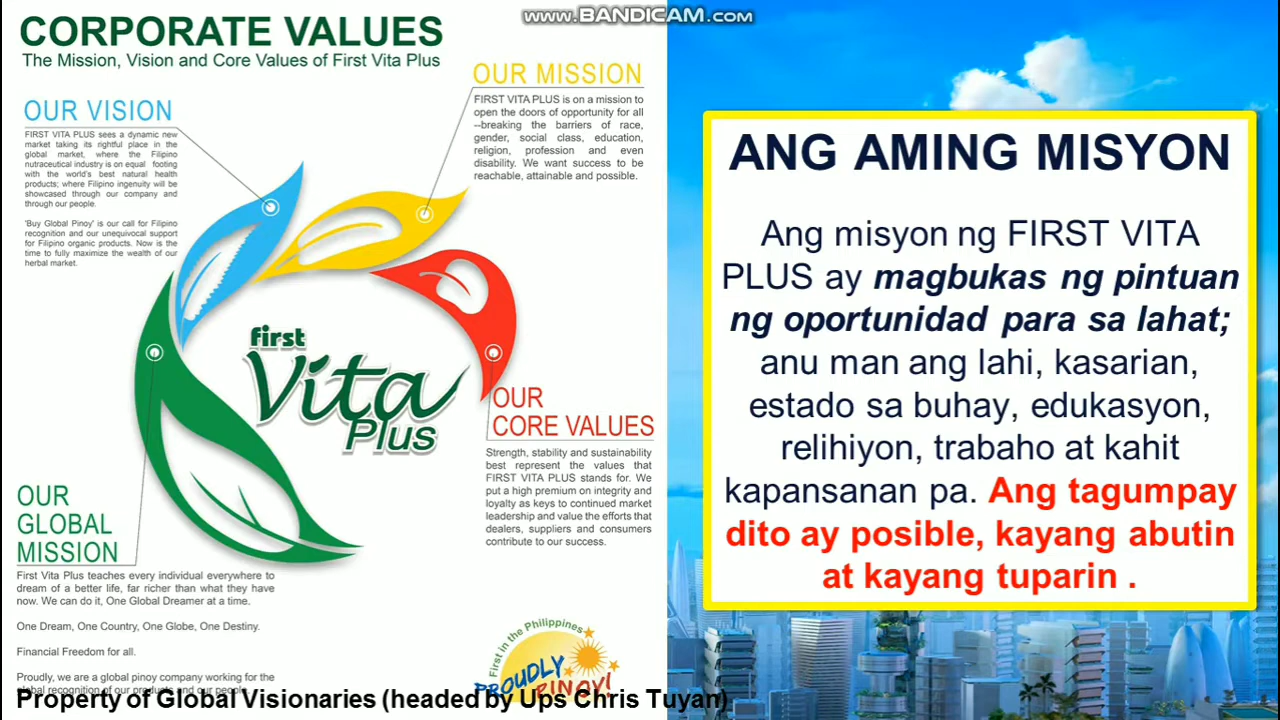 www.BANDICAM.com
CORPORATE VALUES
The Mission, Vision and Core Values of First Vita Plus
OUR VISION
FIRST VITA PLUS sees a dynamic new
market taking its rightful place in the
global market, where the Filipino
nutraceutical industry is on equal footing
with the world's best natural health
products; where Filipino ingenuity will be
showcased through our company and
through our people.
'Buy Global Pinoy' is our call for Filipino
recognition and our unequivocal support
for Filipino organic products. Now is the
time to fully maximize the wealth of our
herbal market.
OUR MISSION
FIRST VITA PLUS is on a mission to
open the doors of opportunity for all
--breaking the barriers of race,
gender, social class, education,
religion, profession and even
disability. We want success to be
reachable, attainable and possible.
first
Vita
Plus
OUR
CORE VALUES
Strength, stability and sustainability
best represent the values that
FIRST VITA PLUS stands for. We
put a high premium on integrity and
loyalty as keys to continued market
leadership and value the efforts that
dealers, suppliers and consumers
contribute to our success.
OUR
GLOBAL
MISSION
First Vita Plus teaches every individual everywhere to
dream of a better life, far richer than what they have
now. We can do it, One Global Dreamer at a time.
One Dream, One Country, One Globe, One Destiny.
Financial Freedom for all.
Proudly, we are a global pinoy company working for the
global recognition of our products and our people.
First in the Philippines
PROUDLY
PINOY!
Property of Global Visionaries (headed by Ups Chris Tuyan)
ANG AMING MISYON
Ang misyon ng FIRST VITA
PLUS ay magbukas ng pintuan
ng oportunidad para sa lahat;
anu man ang lahi, kasarian,
estado sa buhay, edukasyon,
relihiyon, trabaho at kahit
kapansanan pa. Ang tagumpay
dito ay posible, kayang abutin
at kayang tuparin .